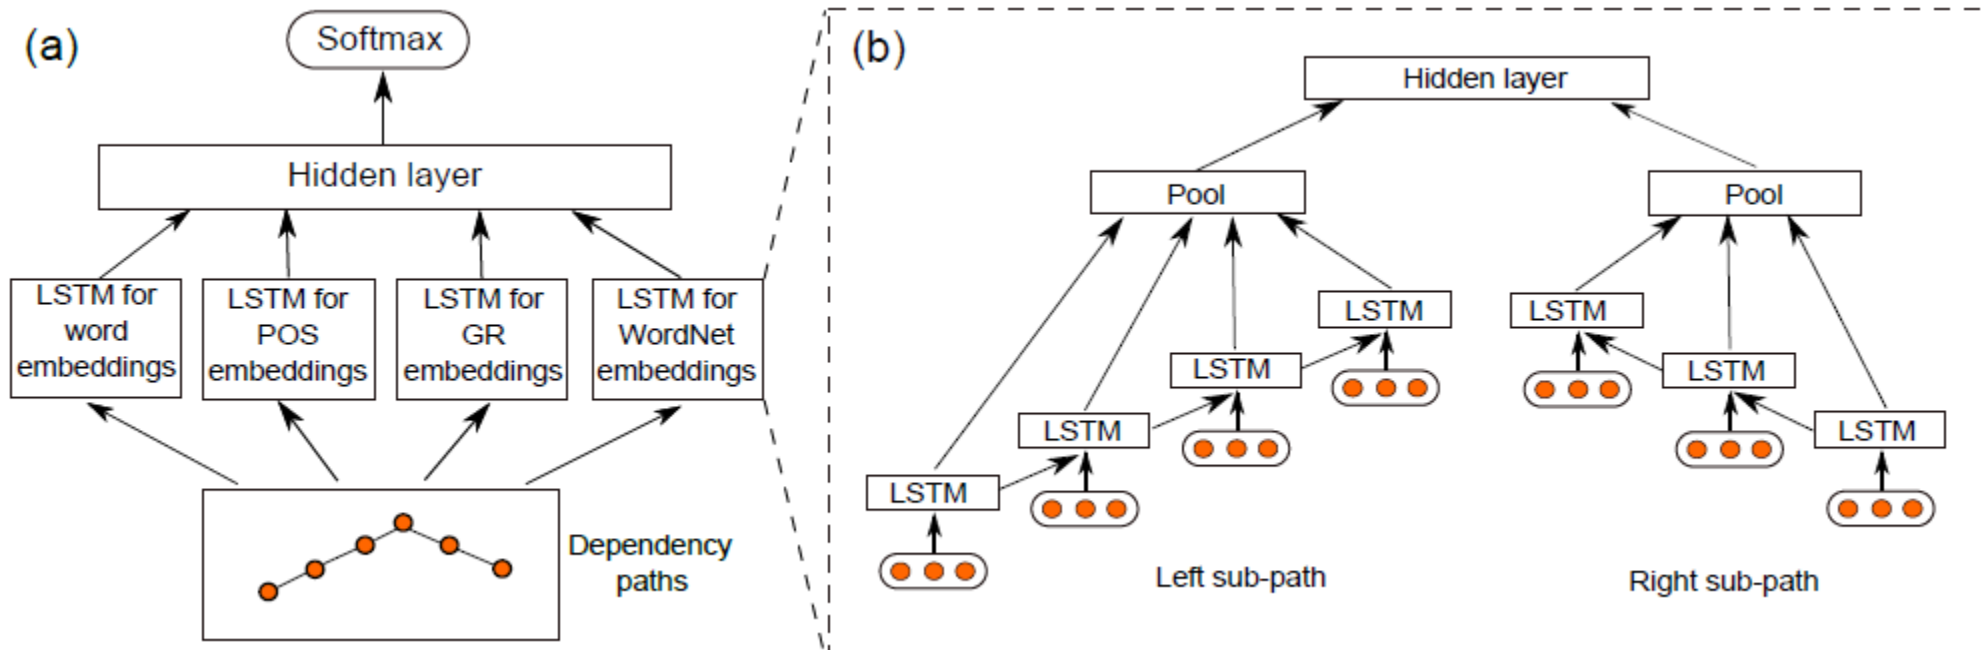 (a)
Softmax
Hidden layer
LSTM for
word
embeddings
LSTM for
POS
embeddings
LSTM for
GR
embeddings
LSTM for
WordNet
embeddings
Dependency
paths
(b)
Hidden layer
Pool
Pool
LSTM
LSTM
LSTM
LSTM
LSTM
LSTM
LSTM
Left sub-path
Right sub-path